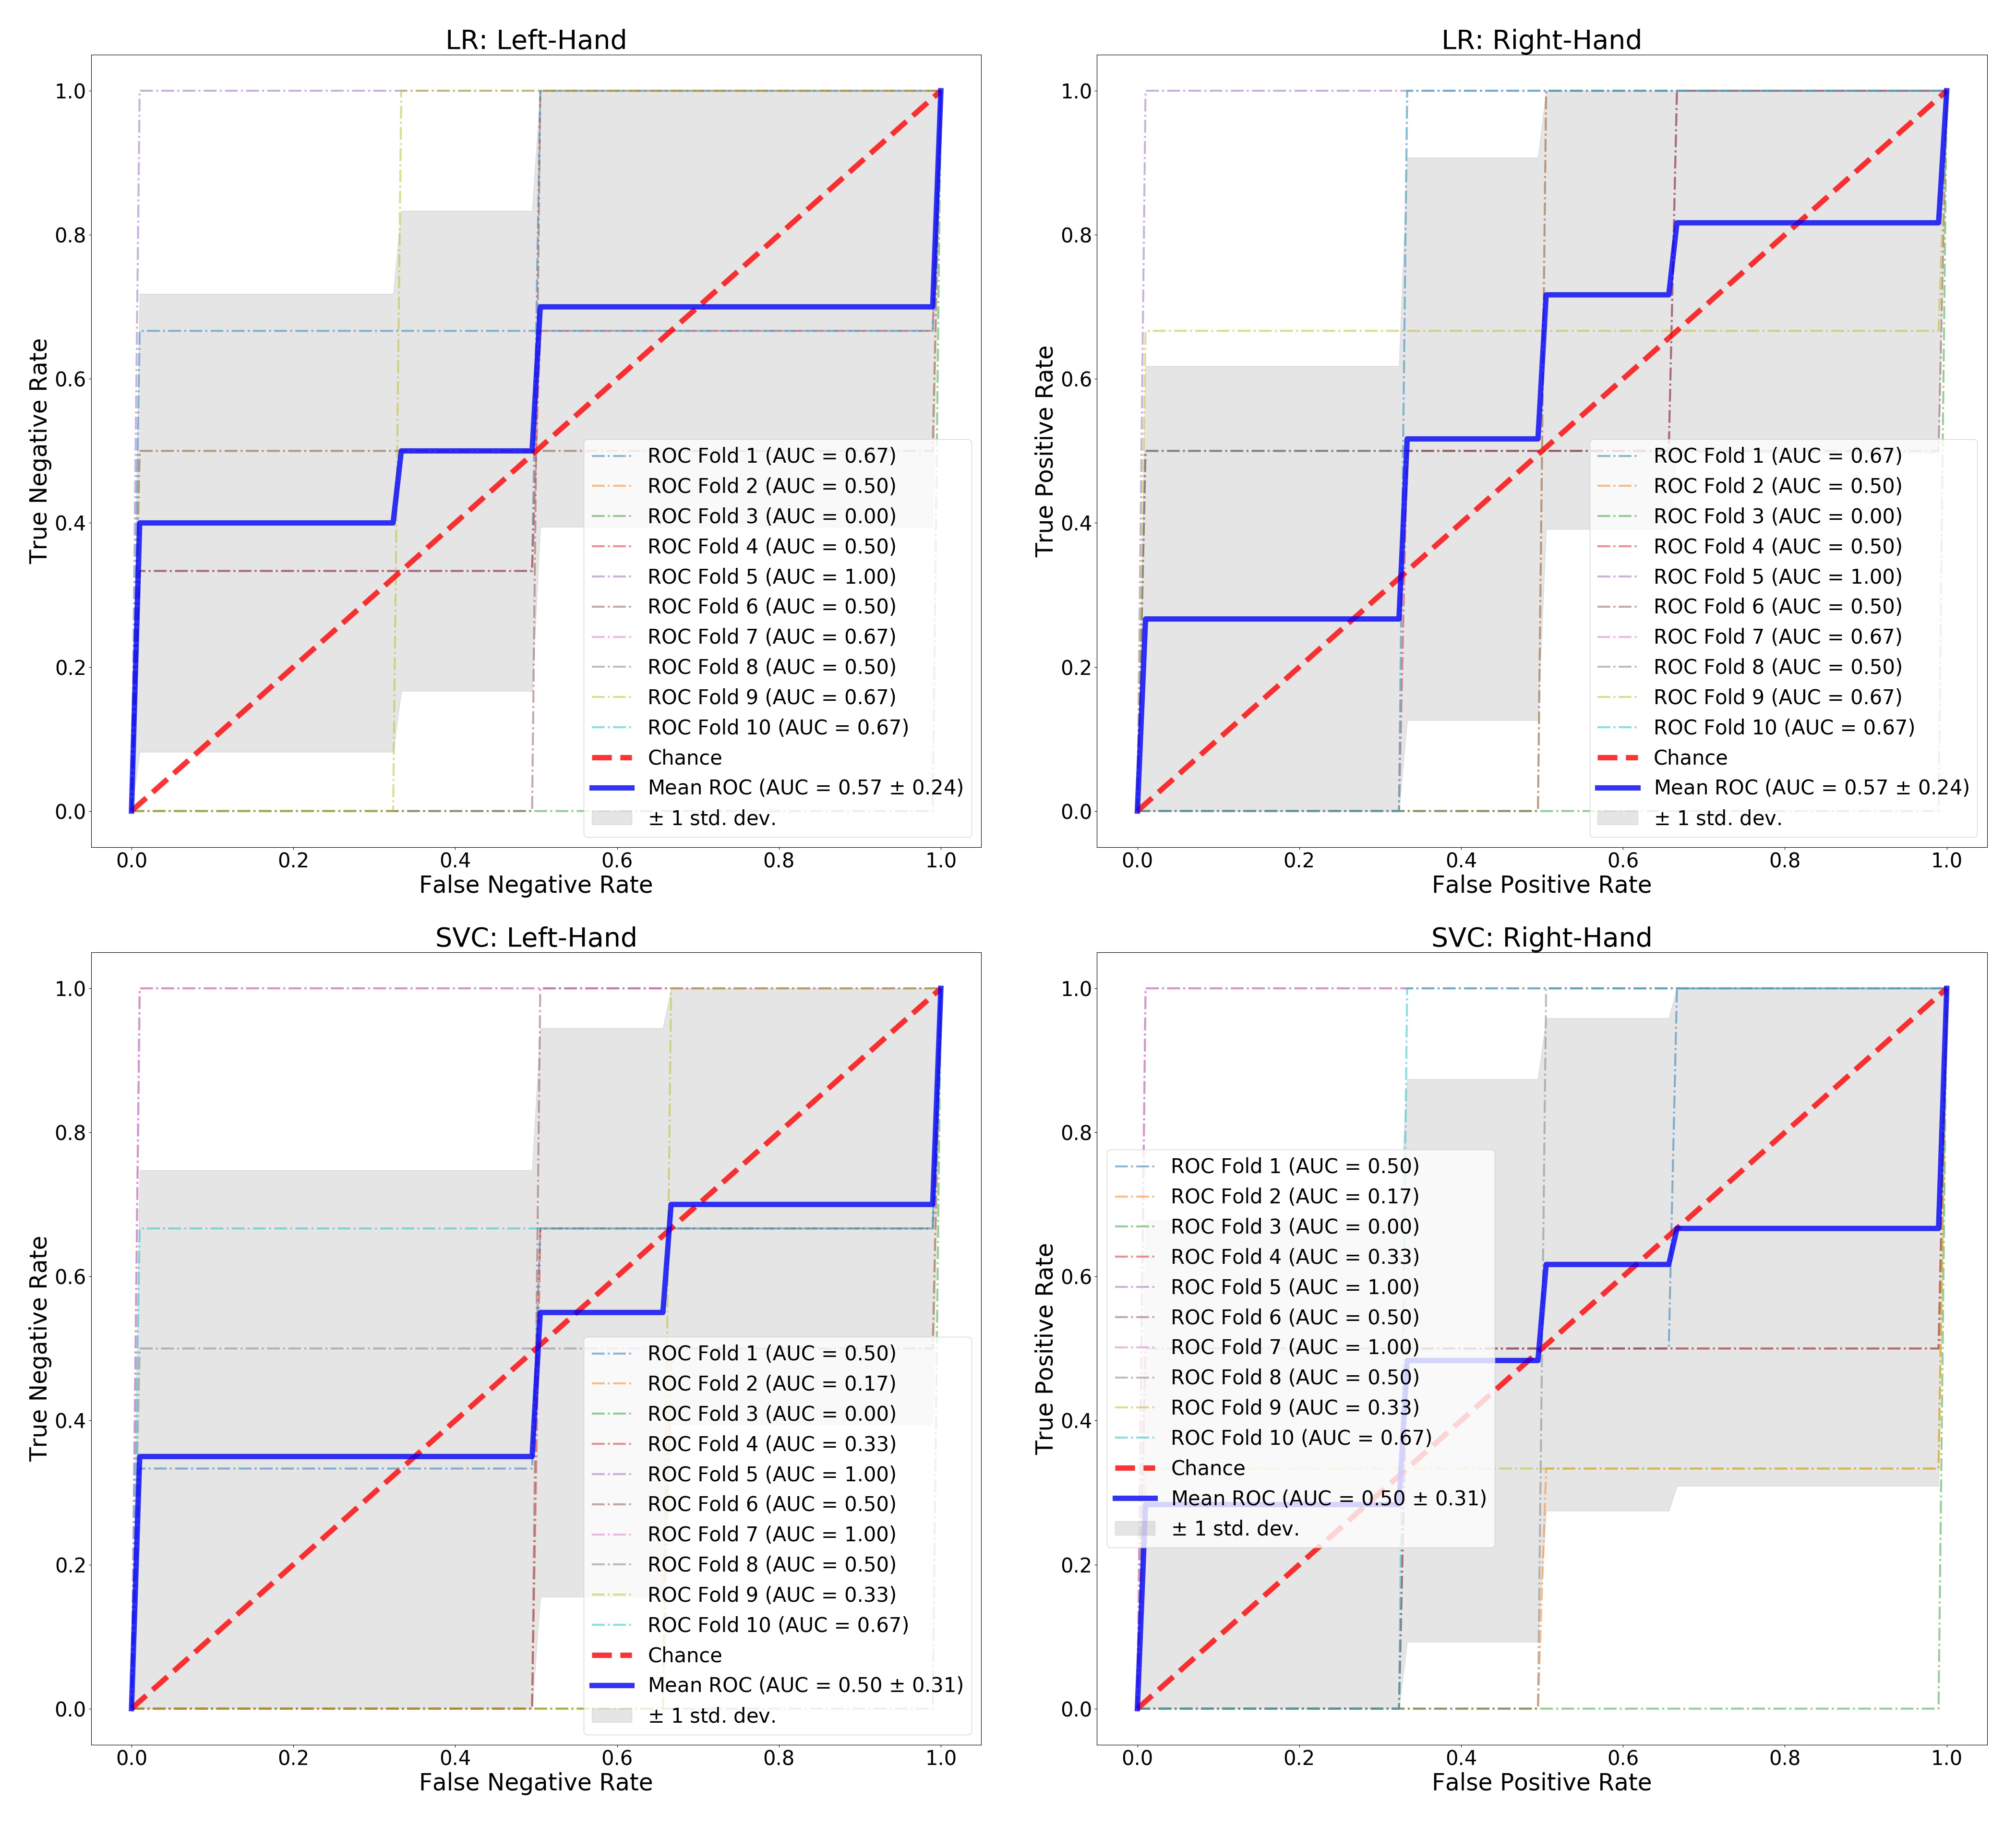 LR: Left-Hand
True Negative Rate
1.0
0.8
0.6
0.4
0.2
0.0
ROC Fold 1 (AUC = 0.67)
ROC Fold 2 (AUC = 0.50)
ROC Fold 3 (AUC = 0.00)
ROC Fold 4 (AUC = 0.50)
ROC Fold 5 (AUC = 1.00)
ROC Fold 6 (AUC = 0.50)
ROC Fold 7 (AUC = 0.67)
ROC Fold 8 (AUC = 0.50)
ROC Fold 9 (AUC = 0.67)
ROC Fold 10 (AUC = 0.67)
Chance
Mean ROC (AUC = 0.57 ± 0.24)
± 1 std. dev.
0.0 0.2 0.4 0.6 0.8 1.0
False Negative Rate
LR: Right-Hand
True Positive Rate
1.0
0.8
0.6
0.4
0.2
0.0
ROC Fold 1 (AUC = 0.67)
ROC Fold 2 (AUC = 0.50)
ROC Fold 3 (AUC = 0.00)
ROC Fold 4 (AUC = 0.50)
ROC Fold 5 (AUC = 1.00)
ROC Fold 6 (AUC = 0.50)
ROC Fold 7 (AUC = 0.67)
ROC Fold 8 (AUC = 0.50)
ROC Fold 9 (AUC = 0.67)
ROC Fold 10 (AUC = 0.67)
Chance
Mean ROC (AUC = 0.57 ± 0.24)
± 1 std. dev.
0.0 0.2 0.4 0.6 0.8 1.0
False Positive Rate
SVC: Left-Hand
True Negative Rate
1.0
0.8
0.6
0.4
0.2
0.0
ROC Fold 1 (AUC = 0.50)
ROC Fold 2 (AUC = 0.17)
ROC Fold 3 (AUC = 0.00)
ROC Fold 4 (AUC = 0.33)
ROC Fold 5 (AUC = 1.00)
ROC Fold 6 (AUC = 0.50)
ROC Fold 7 (AUC = 1.00)
ROC Fold 8 (AUC = 0.50)
ROC Fold 9 (AUC = 0.33)
ROC Fold 10 (AUC = 0.67)
Chance
Mean ROC (AUC = 0.50 ± 0.31)
± 1 std. dev.
0.0 0.2 0.4 0.6 0.8 1.0
False Negative Rate
SVC: Right-Hand
True Positive Rate
1.0
0.8
0.6
0.4
0.2
0.0
ROC Fold 1 (AUC = 0.50)
ROC Fold 2 (AUC = 0.17)
ROC Fold 3 (AUC = 0.00)
ROC Fold 4 (AUC = 0.33)
ROC Fold 5 (AUC = 1.00)
ROC Fold 6 (AUC = 0.50)
ROC Fold 7 (AUC = 1.00)
ROC Fold 8 (AUC = 0.50)
ROC Fold 9 (AUC = 0.33)
ROC Fold 10 (AUC = 0.67)
Chance
Mean ROC (AUC = 0.50 ± 0.31)
± 1 std. dev.
0.0 0.2 0.4 0.6 0.8 1.0
False Positive Rate